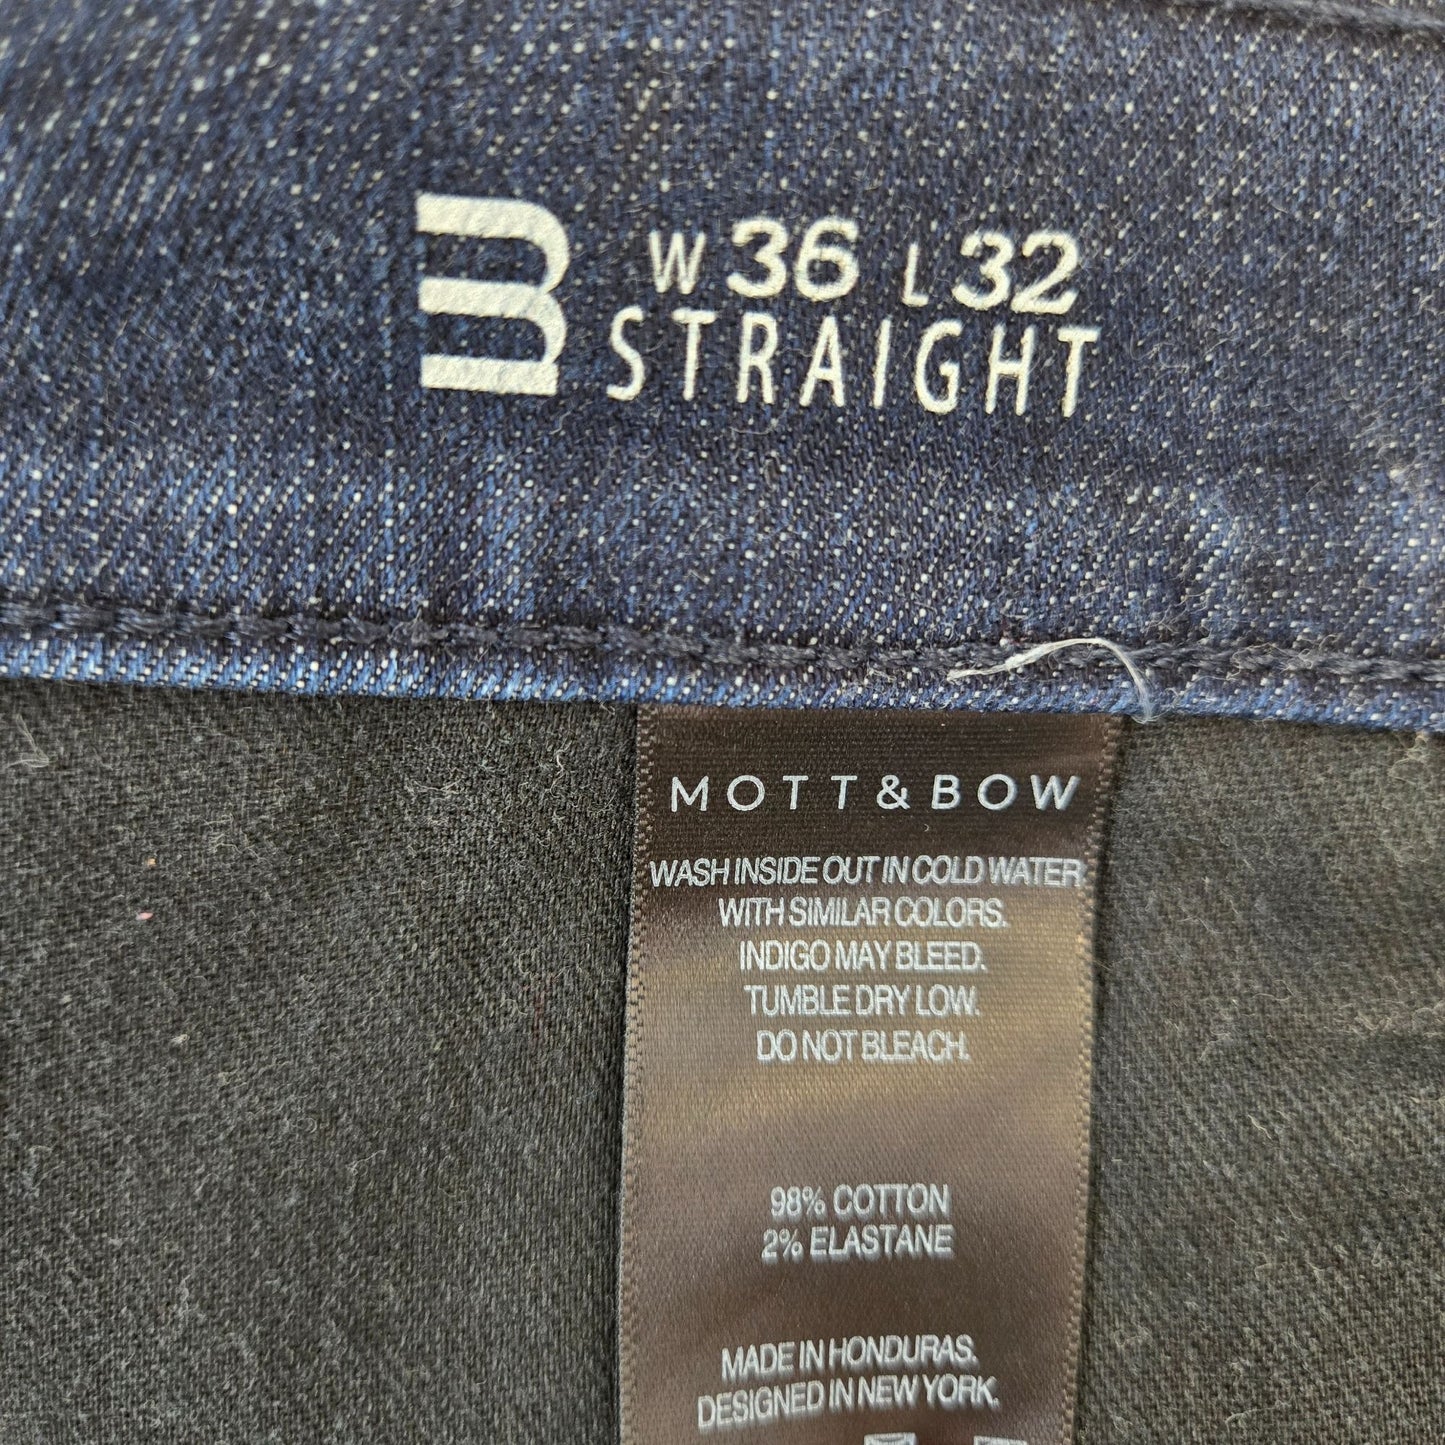 W 36 L 32
STRAIGHT
MOTT & BOW
WASH INSIDE OUT IN COLD WATER
WITH SIMILAR COLORS.
INDIGO MAY BLEED.
TUMBLE DRY LOW.
DO NOT BLEACH.
98% COTTON
2% ELASTANE
MADE IN HONDURAS.
DESIGNED IN NEW YORK.